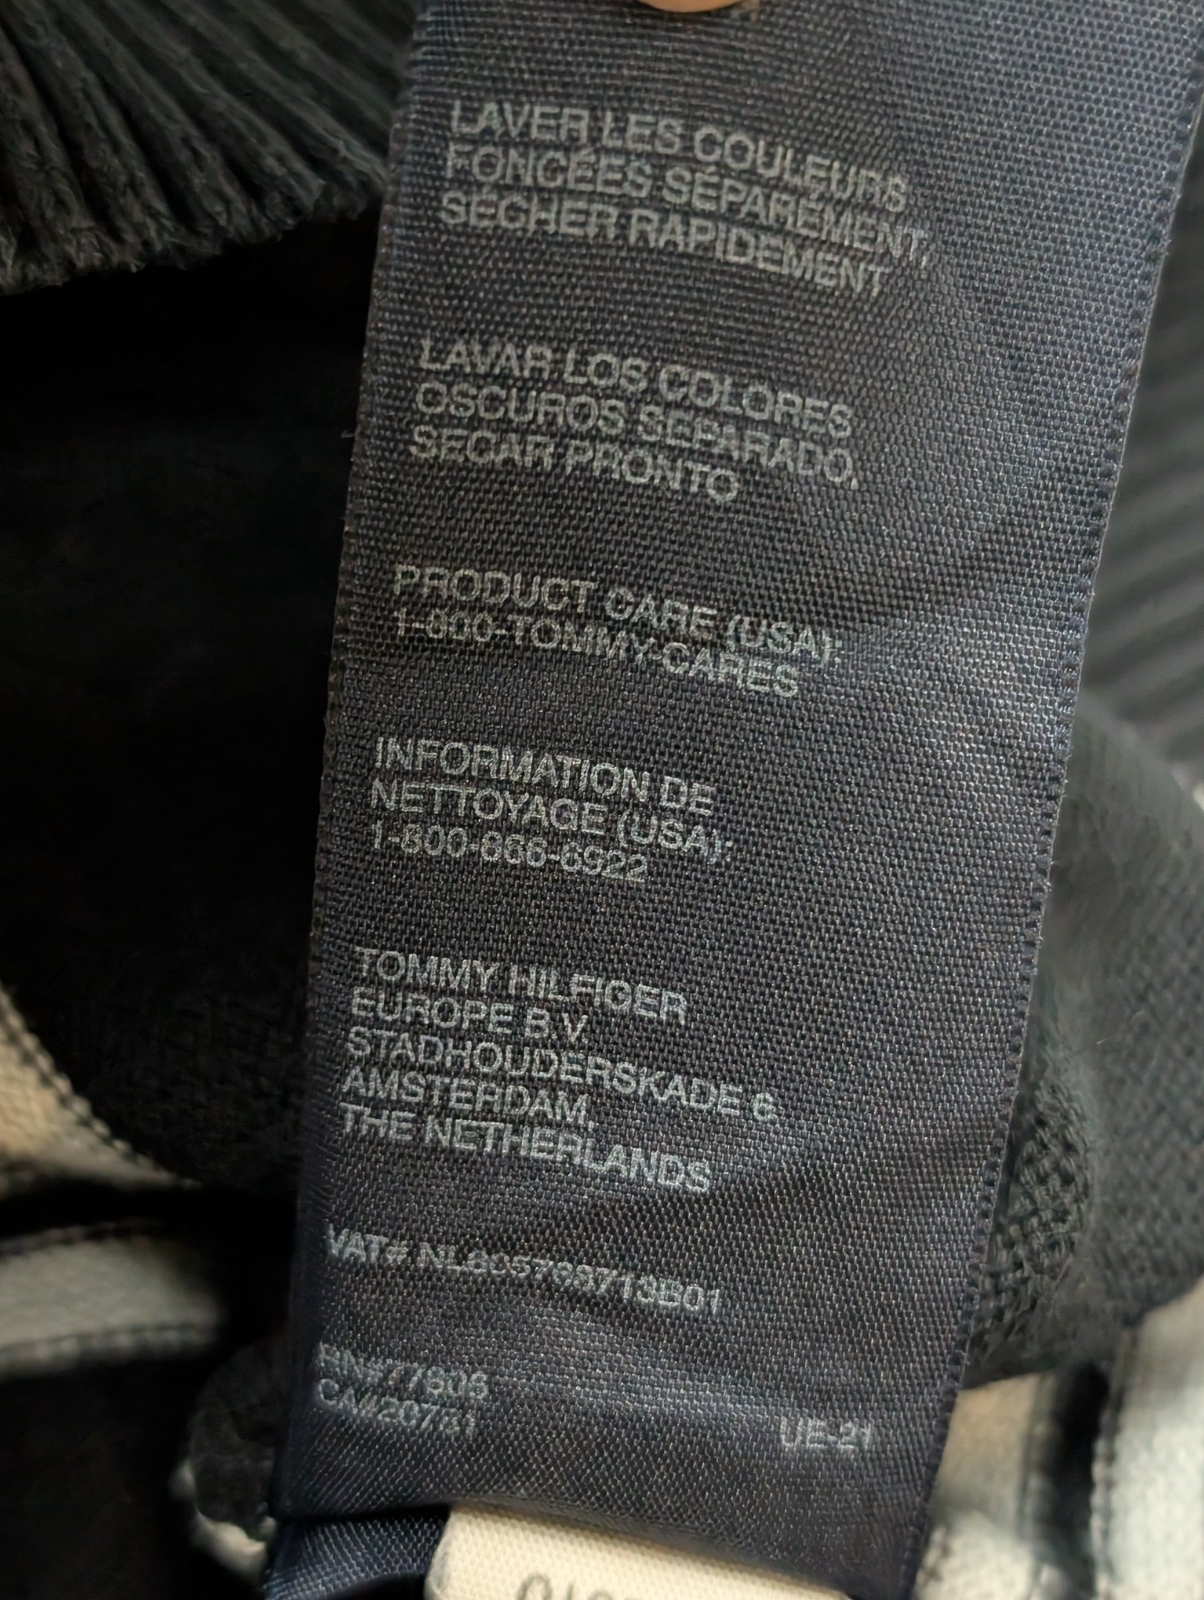 LAVER LES COULEURS
FONCÉES SÉPARÉMENT,
SÉCHER RAPIDEMENT
LAVAR LOS COLORES
OSCUROS SEPARADO,
SECAR PRONTO
PRODUCT CARE (USA):
1-800-TOMMY-CARES
INFORMATION DE
NETTOYAGE (USA):
1-800-666-6922
TOMMY HILFIGER
EUROPE B.V.
STADHOUDERSKADE 6
AMSTERDAM,
THE NETHERLANDS
VAT#
UE-21